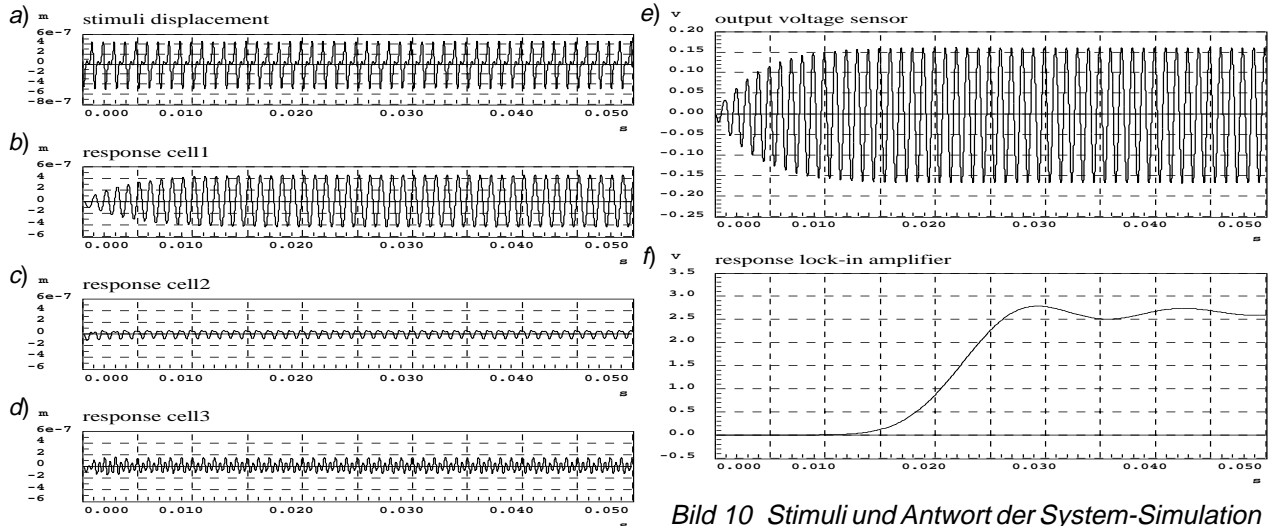 a) m stimuli displacement
6e-7
4
2
0
-2
-4
-6
-8e-7
0.000 0.010 0.020 0.030 0.040 0.050
s
b) m response cell1
6e-7
4
2
0
-2
-4
-6
0.000 0.010 0.020 0.030 0.040 0.050
s
c) m response cell2
6e-7
4
2
0
-2
-4
-6
0.000 0.010 0.020 0.030 0.040 0.050
s
d) m response cell3
6e-7
4
2
0
-2
-4
-6
0.000 0.010 0.020 0.030 0.040 0.050
s
e) v output voltage sensor
0.20
0.15
0.10
0.05
0.00
-0.05
-0.10
-0.15
-0.20
-0.25
0.000 0.010 0.020 0.030 0.040 0.050
s
f) v response lock-in amplifier
3.5
3.0
2.5
2.0
1.5
1.0
0.5
0.0
-0.5
0.000 0.010 0.020 0.030 0.040 0.050
s
Bild 10 Stimuli und Antwort der System-Simulation